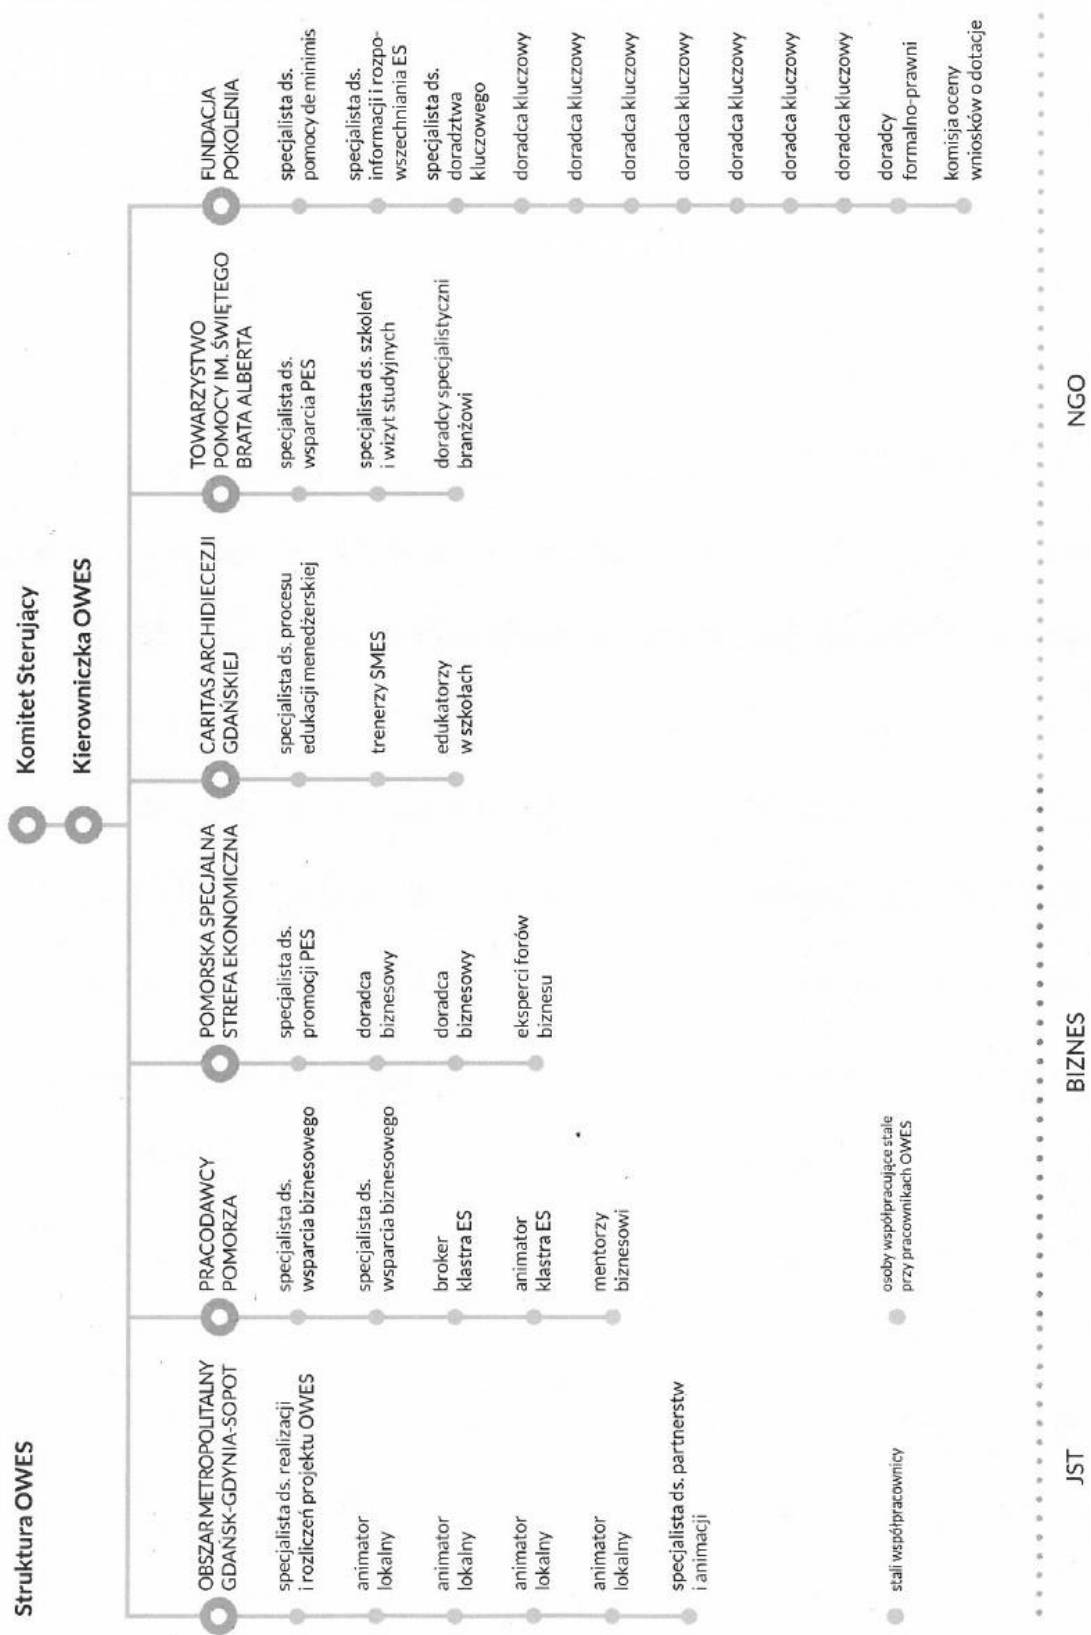 Struktura OWES
Komitet Sterujący
Kierowniczka OWES
OBSZAR METROPOLITALNY
GDAŃSK-GDYNIA-SOPOT
specjalista ds. realizacji
i rozliczeń projektu OWES
animator
lokalny
animator
lokalny
animator
lokalny
animator
lokalny
specjalista ds. partnerstw
i animacji
PRACODAWCY
POMORZA
specjalista ds.
wsparcia biznesowego
specjalista ds.
wsparcia biznesowego
broker
klastra ES
animator
klastra ES
mentorzy
biznesowi
POMORSKA SPECJALNA
STREFA EKONOMICZNA
specjalista ds.
promocji PES
doradca
biznesowy
doradca
biznesowy
eksperci forów
biznesu
CARITAS ARCHIDIECEZJI
GDAŃSKIEJ
specjalista ds. procesu
edukacji menedżerskiej
trenerzy SMES
edukatorzy
w szkołach
TOWARZYSTWO
POMOCY IM. ŚWIĘTEGO
BRATA ALBERTA
specjalista ds.
wsparcia PES
specjalista ds. szkoleń
i wizyt studyjnych
doradcy specjalistyczni
branżowi
FUNDACJA
POKOLENIA
specjalista ds.
pomocy de minimis
specjalista ds.
informacji i rozpo-
wszechniania ES
specjalista ds.
doradztwa
kluczowego
doradca kluczowy
doradca kluczowy
doradca kluczowy
doradca kluczowy
doradca kluczowy
doradca kluczowy
doradca kluczowy
doradcy
formalno-prawni
komisja oceny
wniosków o dotacje
stali współpracownicy
osoby współpracujące stale
przy pracownikach OWES
JST
BIZNES
NGO